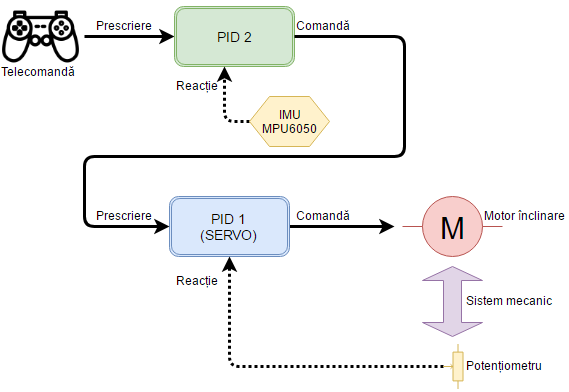 Prescriere
PID 2
Comandă
Telecomandă
Reacție
IMU
MPU6050
Prescriere
PID 1
(SERVO)
Comandă
M
Motor înclinare
Reacție
Sistem mecanic
Potențiometru